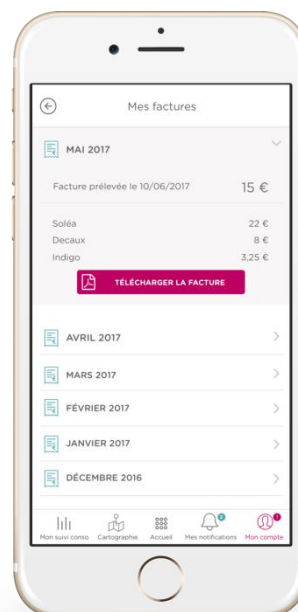 Mes factures
MAI 2017
Facture prélevée le 10/06/2017 15 €
Soléa 22 €
Decaux 8 €
Indigo 3,25 €
TÉLÉCHARGER LA FACTURE
AVRIL 2017
MARS 2017
FÉVRIER 2017
JANVIER 2017
DÉCEMBRE 2016
2 !
Mon suivi conso Cartographie Accueil Mes notifications Mon compte